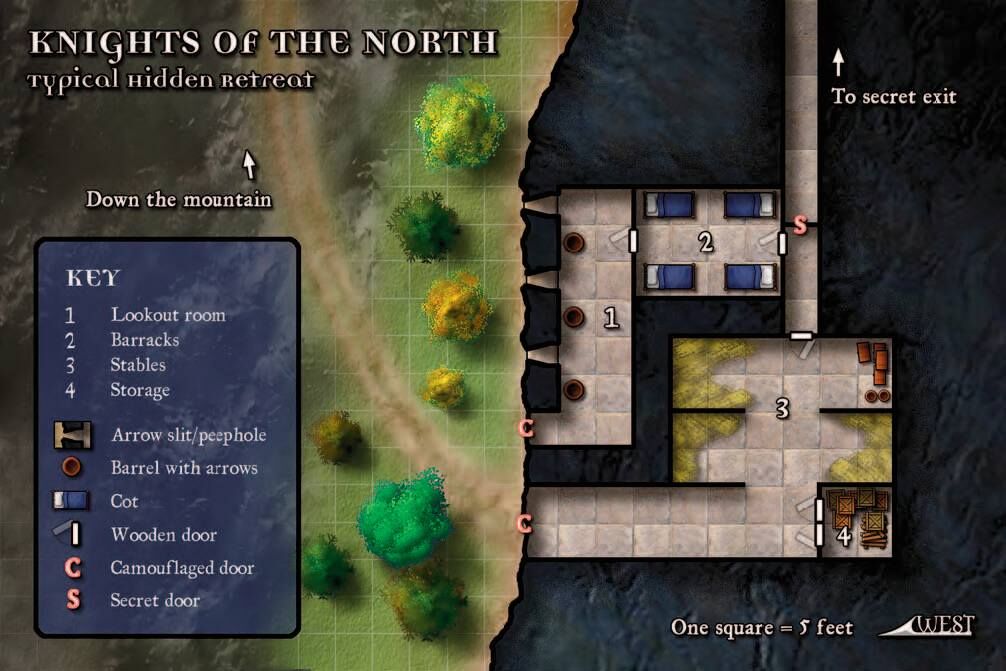 KNIGHTS OF THE NORTH
Typical Hidden Retreat
To secret exit
Down the mountain
KEY
1 Lookout room
2 Barracks
3 Stables
4 Storage
Arrow slit/peephole
Barrel with arrows
Cot
Wooden door
C Camouflaged door
S Secret door
S
2
1
3
C
C
4
One square = 5 feet
WEST